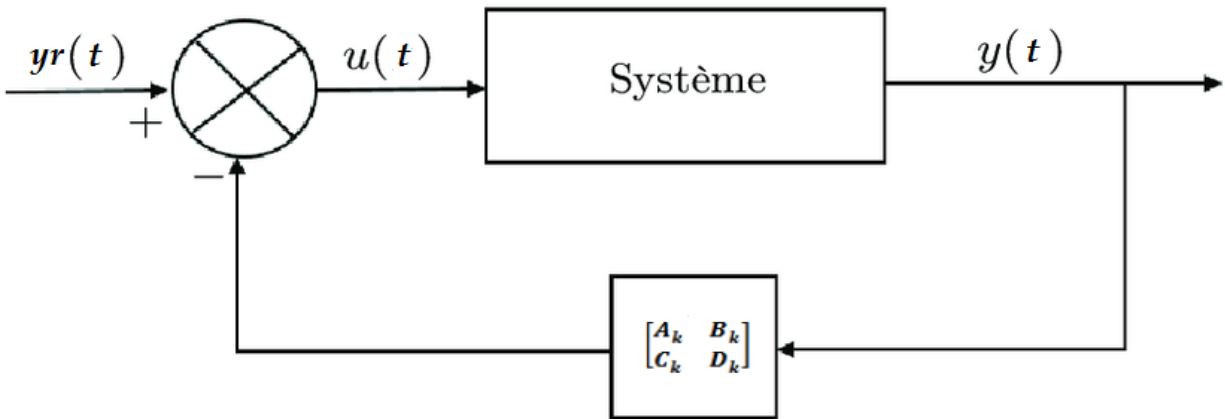 yr(t)
+
−
u(t)
Système
y(t)
[A_k B_k]
[C_k D_k]